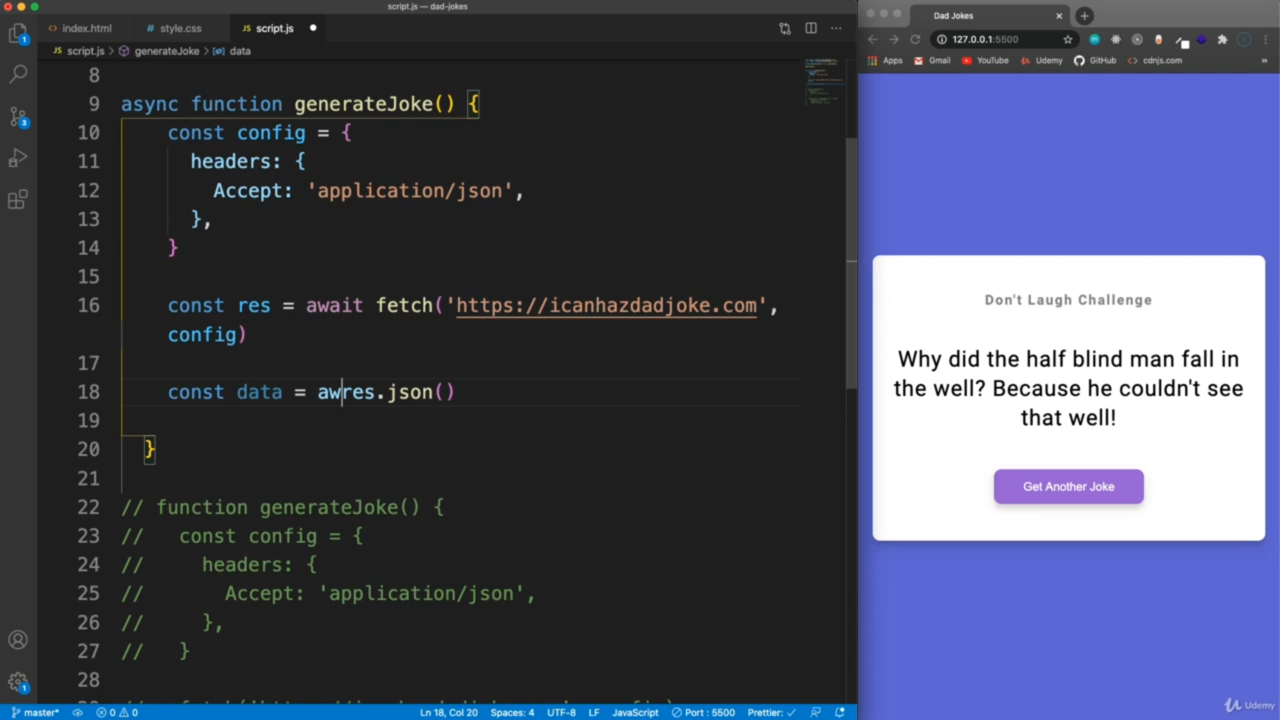 script.js — dad-jokes
index.html
style.css
JS script.js
JS script.js > generateJoke > data
8
9 async function generateJoke() {
10 const config = {
11 headers: {
12 Accept: 'application/json',
13 },
14 }
15
16 const res = await fetch('https://icanhazdadjoke.com',
config)
17
18 const data = awres.json()
19
20 }
21
22 // function generateJoke() {
23 // const config = {
24 // headers: {
25 // Accept: 'application/json',
26 // },
27 // }
28
master* 0 0 Ln 18, Col 20 Spaces: 4 UTF-8 LF JavaScript Port : 5500 Prettier: ✓
Dad Jokes
127.0.0.1:5500
Apps Gmail YouTube Udemy GitHub cdnjs.com »
Don't Laugh Challenge
Why did the half blind man fall in
the well? Because he couldn't see
that well!
Get Another Joke
Udemy